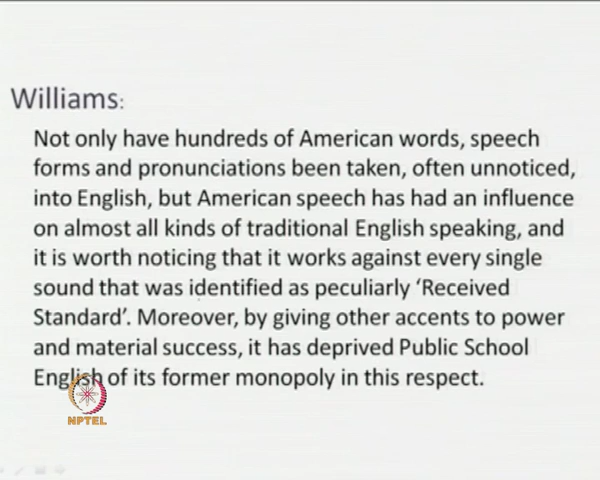 Williams:
Not only have hundreds of American words, speech
forms and pronunciations been taken, often unnoticed,
into English, but American speech has had an influence
on almost all kinds of traditional English speaking, and
it is worth noticing that it works against every single
sound that was identified as peculiarly ‘Received
Standard’. Moreover, by giving other accents to power
and material success, it has deprived Public School
English of its former monopoly in this respect.
NPTEL